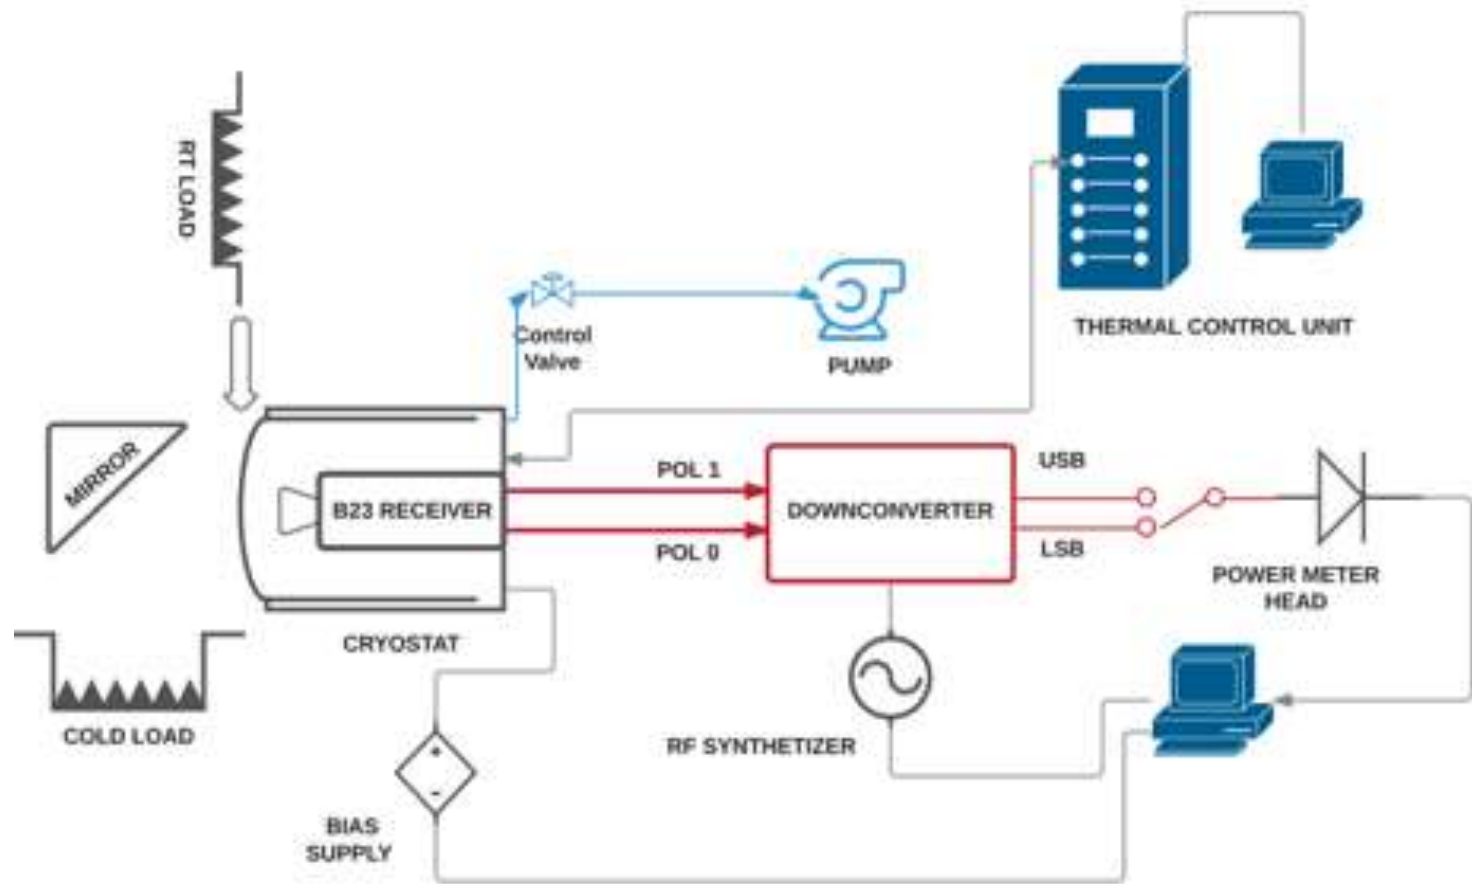 RT LOAD
Control
Valve
PUMP
THERMAL CONTROL UNIT
MIRROR
B23 RECEIVER
POL 1
POL 0
DOWNCONVERTER
USB
LSB
POWER METER
HEAD
CRYOSTAT
COLD LOAD
RF SYNTHETIZER
+
-
BIAS
SUPPLY